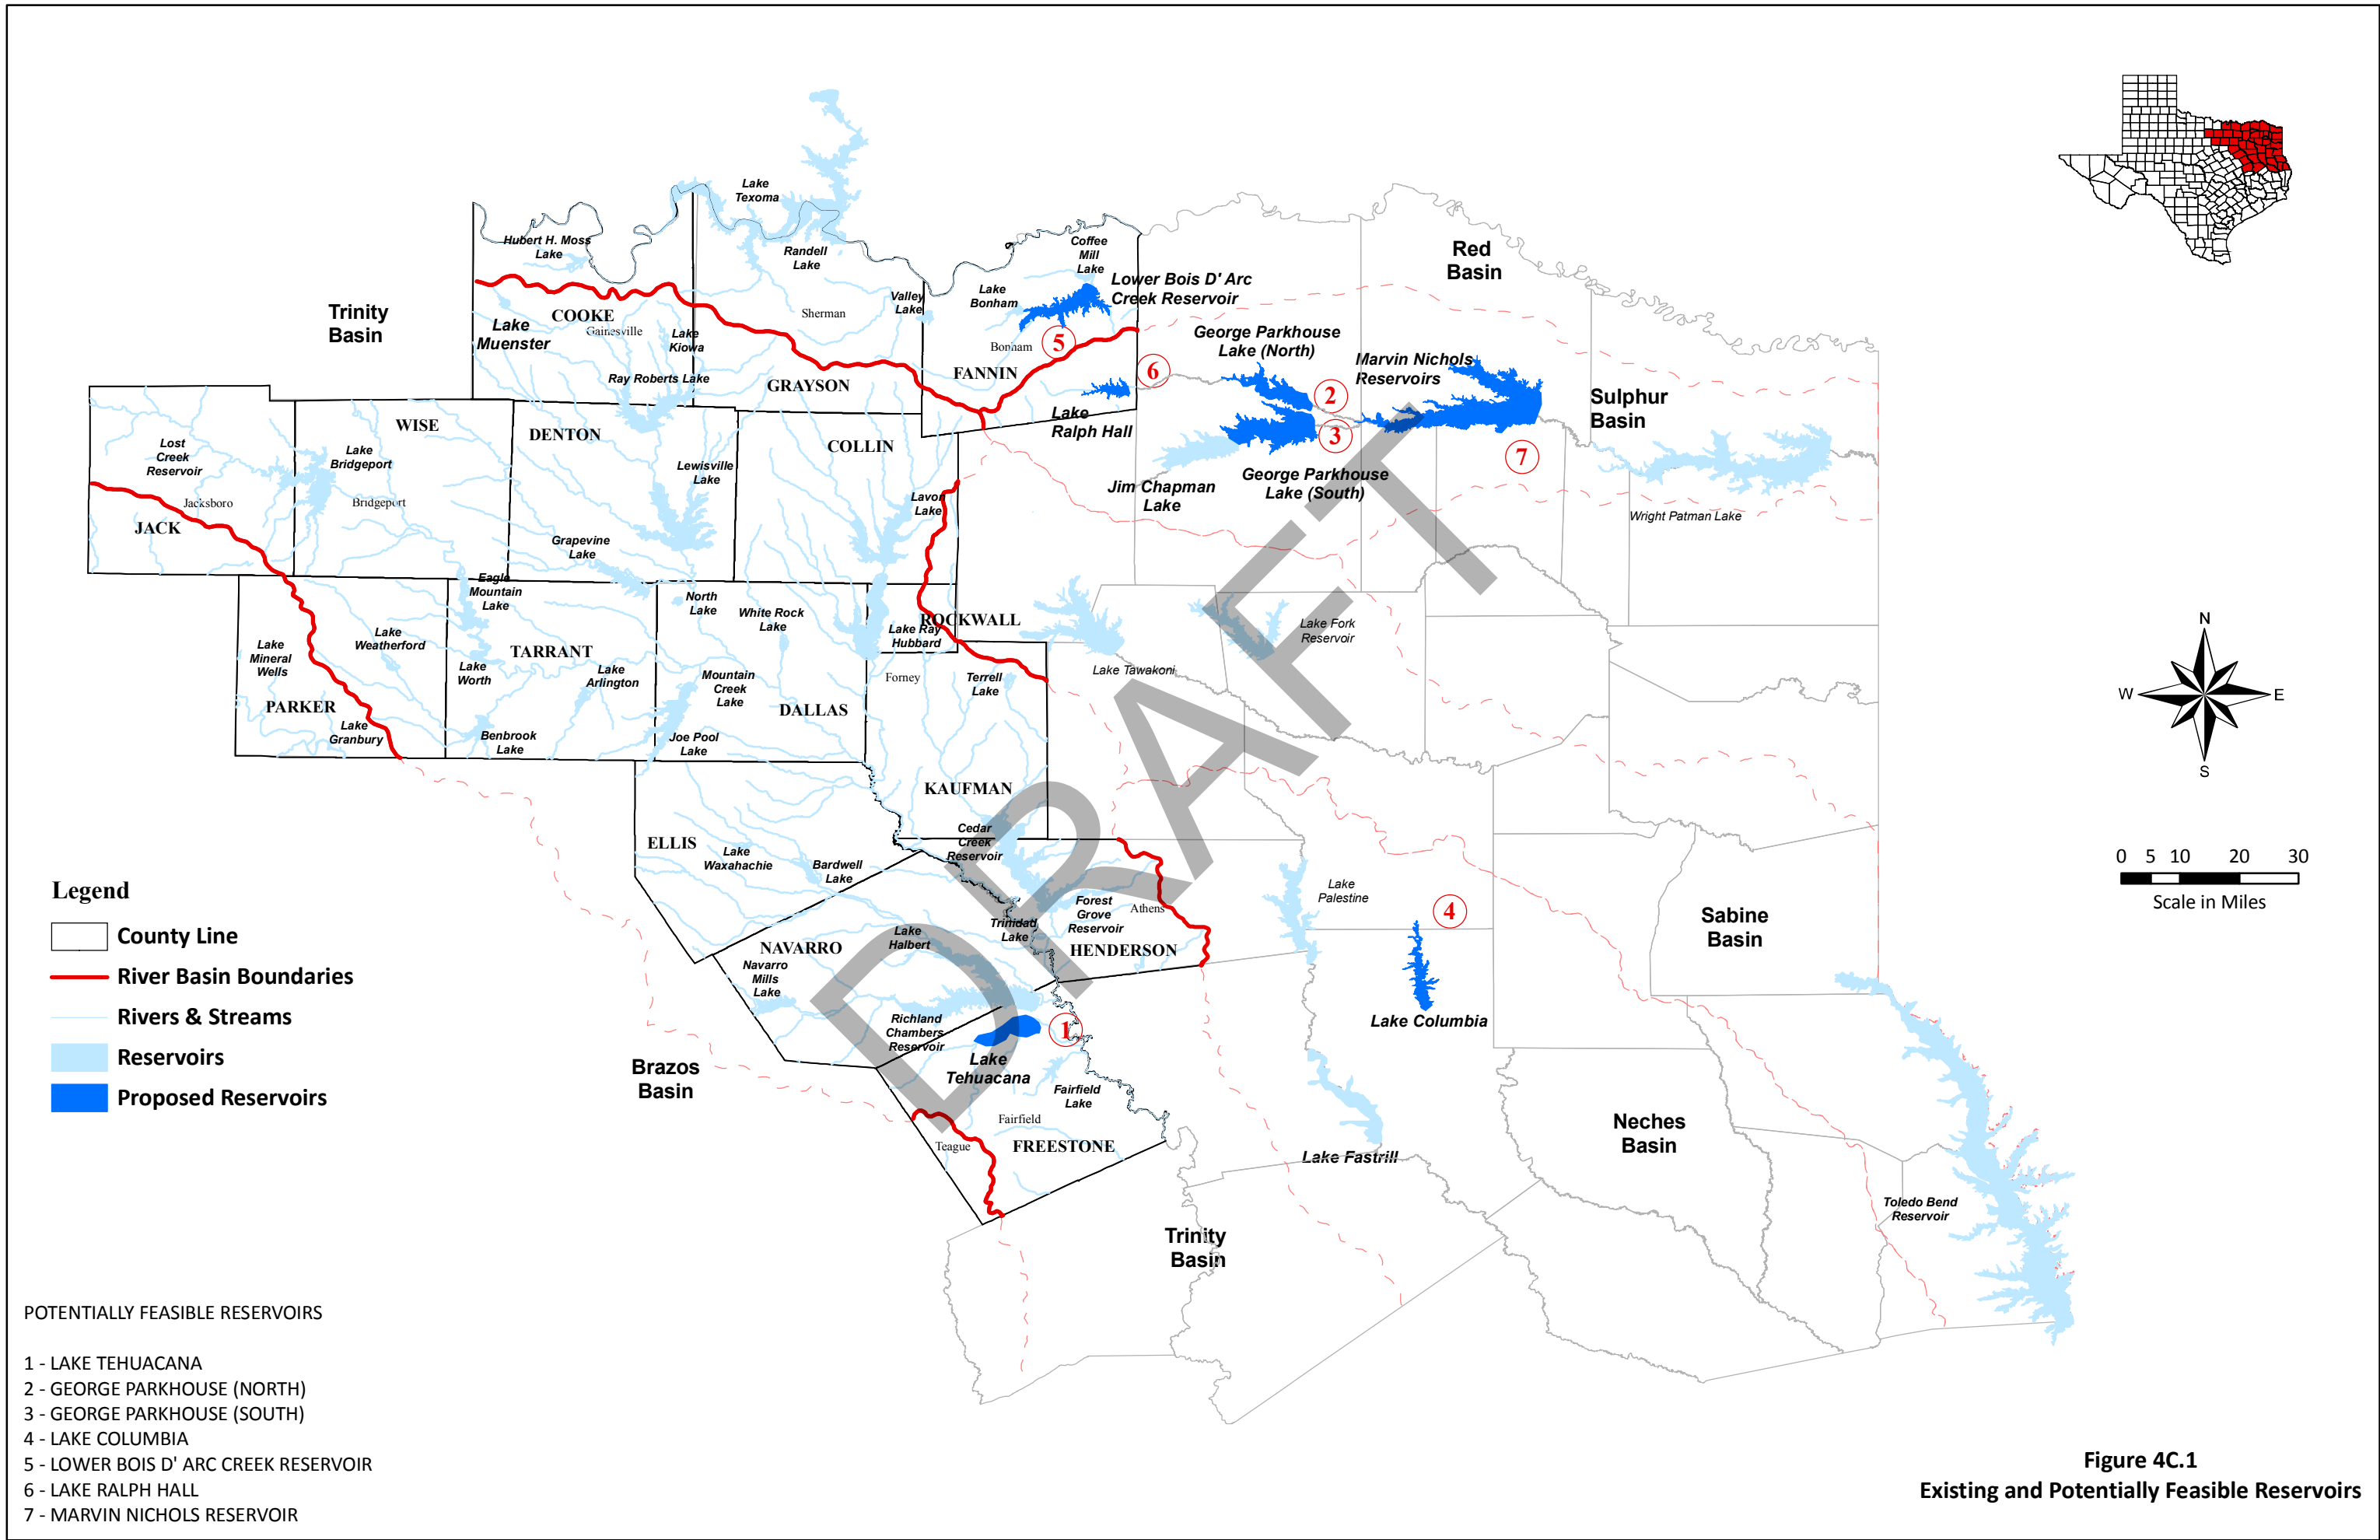 Lake
Texoma
Hubert H. Moss
Lake
Randell
Lake
Coffee
Mill
Lake
Red
Basin
Lower Bois D' Arc
Creek Reservoir
Lake
Bonham
Valley
Lake
Trinity
Basin
COOKE
Gainesville
Lake
Muenster
Lake
Kiowa
Sherman
Bonham
5
George Parkhouse
Lake (North)
Marvin Nichols
Reservoirs
FANNIN
6
2
Ray Roberts Lake
GRAYSON
Sulphur
Basin
Lake
Ralph Hall
3
7
WISE
DENTON
COLLIN
Lost
Creek
Reservoir
Lake
Bridgeport
Lewisville
Lake
George Parkhouse
Lake (South)
Jim Chapman
Lake
Lavon
Lake
Jacksboro
Bridgeport
JACK
Wright Patman Lake
Grapevine
Lake
Eagle
Mountain
Lake
North
Lake
White Rock
Lake
ROCKWALL
Lake Ray
Hubbard
Lake Fork
Reservoir
Lake
Mineral
Wells
Lake
Weatherford
TARRANT
Lake
Worth
Lake
Arlington
Mountain
Creek
Lake
Forney
Terrell
Lake
Lake Tawakoni
PARKER
Lake
Granbury
DALLAS
Benbrook
Lake
Joe Pool
Lake
KAUFMAN
N
W
E
S
ELLIS
Lake
Waxahachie
Bardwell
Lake
Cedar
Creek
Reservoir
0 5 10 20 30
Scale in Miles
Lake
Palestine
4
Forest
Grove
Reservoir
Athens
Trinidad
Lake
HENDERSON
Sabine
Basin
NAVARRO
Lake
Halbert
Navarro
Mills
Lake
Richland
Chambers
Reservoir
1
Lake Columbia
Lake
Tehuacana
Brazos
Basin
Fairfield
Lake
Fairfield
Teague
FREESTONE
Neches
Basin
Lake Fastrill
Toledo Bend
Reservoir
Trinity
Basin
DRAFT
Legend
County Line
River Basin Boundaries
Rivers & Streams
Reservoirs
Proposed Reservoirs
POTENTIALLY FEASIBLE RESERVOIRS
1 - LAKE TEHUACANA
2 - GEORGE PARKHOUSE (NORTH)
3 - GEORGE PARKHOUSE (SOUTH)
4 - LAKE COLUMBIA
5 - LOWER BOIS D' ARC CREEK RESERVOIR
6 - LAKE RALPH HALL
7 - MARVIN NICHOLS RESERVOIR
Figure 4C.1
Existing and Potentially Feasible Reservoirs